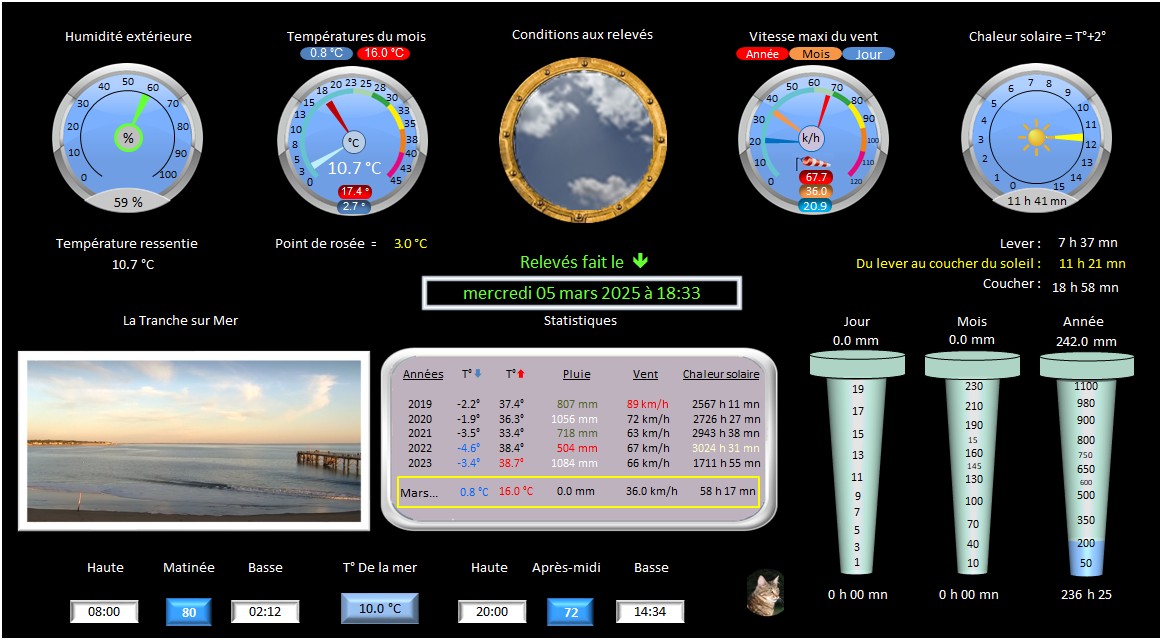 Humidité extérieure
Températures du mois
Conditions aux relevés
Vitesse maxi du vent
Chaleur solaire = T°+2°
0.8 °C 16.0 °C
Année Mois Jour
0 10 20 30 40 50 60 70 80 90 100
%
59 %
0 3 5 8 10 13 15 18 20 23 25 28 30 33 35 38 40 43 45
°C
10.7 °C
17.4 °
2.7 °
0 10 20 30 40 50 60 70 80 90 100 110 120
k/h
67.7
36.0
20.9
0 1 2 3 4 5 6 7 8 9 10 11 12 13 14 15
11 h 41 mn
Température ressentie
10.7 °C
Point de rosée = 3.0 °C
Lever : 7 h 37 mn
Du lever au coucher du soleil : 11 h 21 mn
Coucher : 18 h 58 mn
Relevés fait le
mercredi 05 mars 2025 à 18:33
La Tranche sur Mer
Statistiques
Années T° T° Pluie Vent Chaleur solaire
2019 -2.2° 37.4° 807 mm 89 km/h 2567 h 11 mn
2020 -1.9° 36.3° 1056 mm 72 km/h 2726 h 27 mn
2021 -3.5° 33.4° 718 mm 63 km/h 2943 h 38 mn
2022 -4.6° 38.4° 504 mm 67 km/h 3024 h 31 mn
2023 -3.4° 38.7° 1084 mm 66 km/h 1711 h 55 mn
Mars... 0.8 °C 16.0 °C 0.0 mm 36.0 km/h 58 h 17 mn
Jour
0.0 mm
19
17
15
13
11
9
7
5
3
1
0 h 00 mn
Mois
0.0 mm
230
210
190
15
160
145
130
100
70
40
10
0 h 00 mn
Année
242.0 mm
1100
980
900
800
750
650
600
500
350
200
50
236 h 25
Haute Matinée Basse
08:00 80 02:12
T° De la mer
10.0 °C
Haute Après-midi Basse
20:00 72 14:34